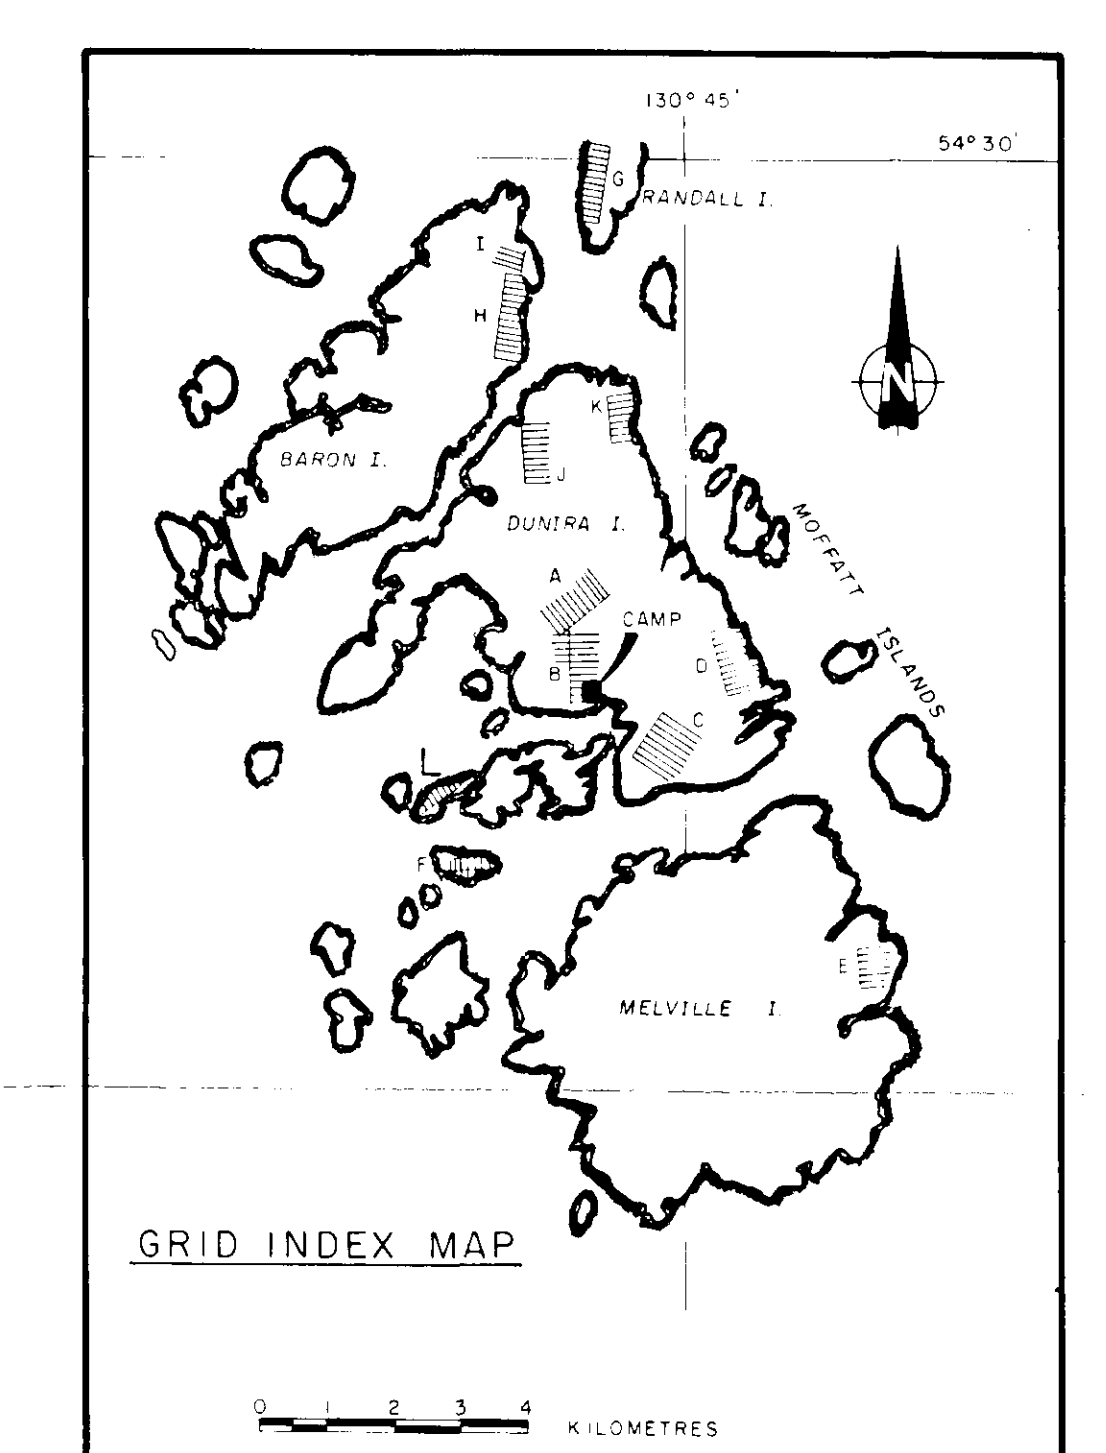 130° 45'
54° 30'
G
RANDALL I.
I
H
N
K
BARON I.
J
MOFFATT ISLANDS
DUNIRA I.
A
CAMP
B
D
C
L
F
E
MELVILLE I.
GRID INDEX MAP
0 1 2 3 4
KILOMETRES